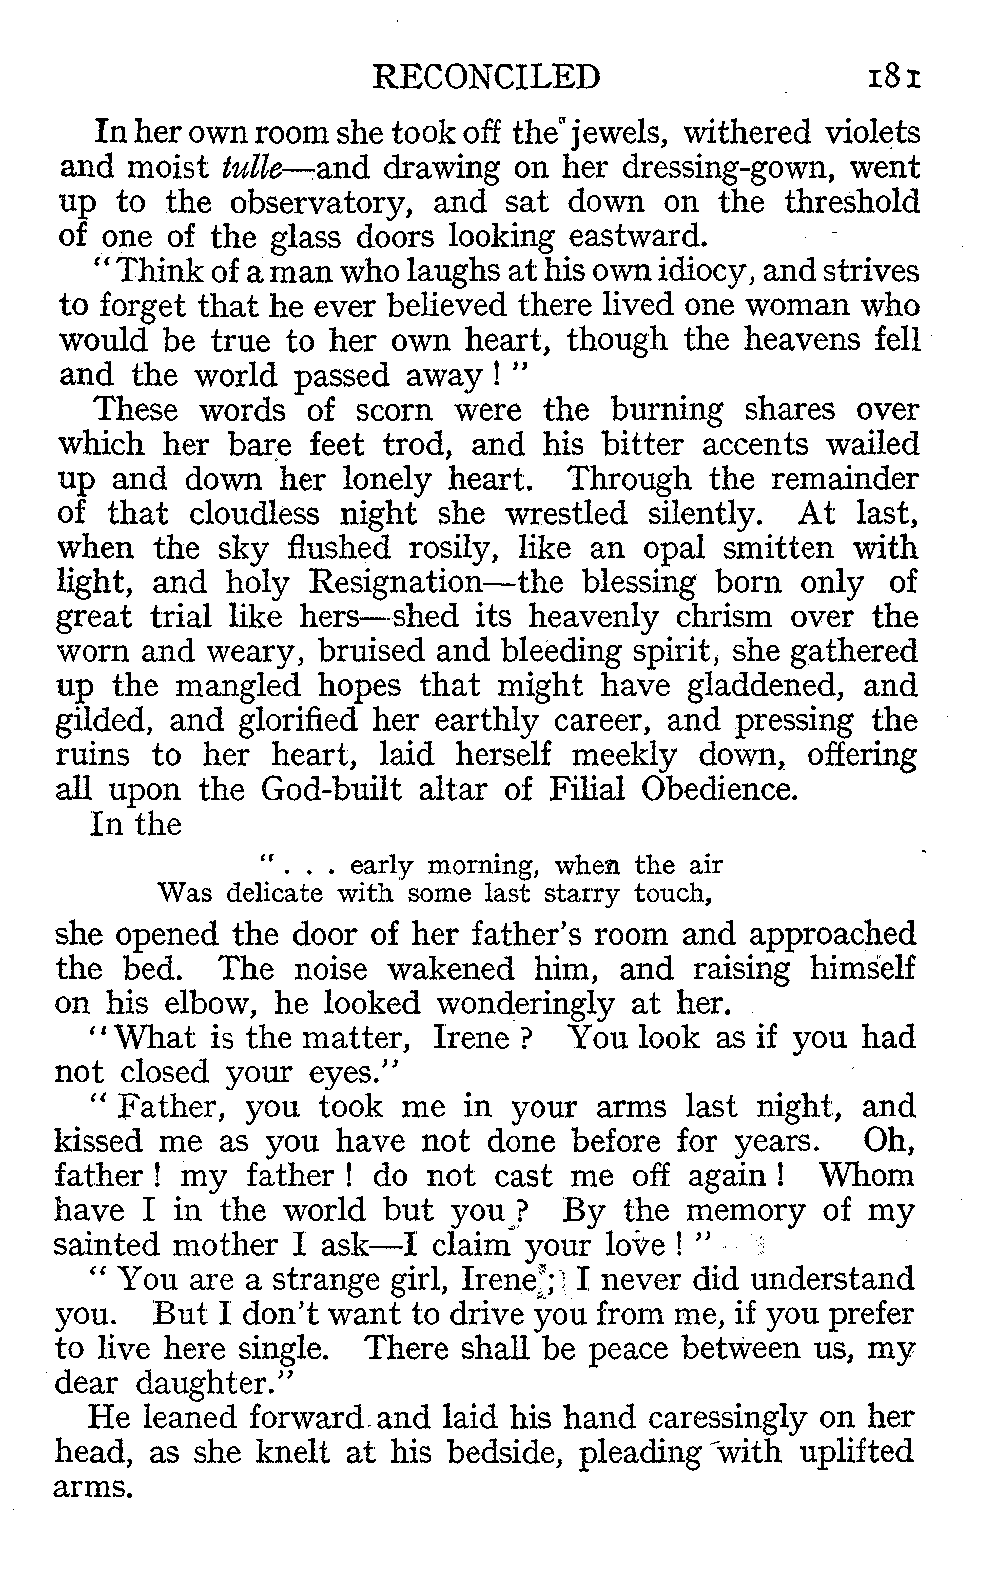 RECONCILED 181
In her own room she took off the jewels, withered violets
and moist tulle—and drawing on her dressing-gown, went
up to the observatory, and sat down on the threshold
of one of the glass doors looking eastward.
“Think of a man who laughs at his own idiocy, and strives
to forget that he ever believed there lived one woman who
would be true to her own heart, though the heavens fell
and the world passed away ! ”
These words of scorn were the burning shares over
which her bare feet trod, and his bitter accents wailed
up and down her lonely heart. Through the remainder
of that cloudless night she wrestled silently. At last,
when the sky flushed rosily, like an opal smitten with
light, and holy Resignation—the blessing born only of
great trial like hers—shed its heavenly chrism over the
worn and weary, bruised and bleeding spirit, she gathered
up the mangled hopes that might have gladdened, and
gilded, and glorified her earthly career, and pressing the
ruins to her heart, laid herself meekly down, offering
all upon the God-built altar of Filial Obedience.
In the
“ . . . early morning, when the air
Was delicate with some last starry touch,
she opened the door of her father's room and approached
the bed. The noise wakened him, and raising himself
on his elbow, he looked wonderingly at her.
“What is the matter, Irene ? You look as if you had
not closed your eyes.”
“ Father, you took me in your arms last night, and
kissed me as you have not done before for years. Oh,
father ! my father ! do not cast me off again ! Whom
have I in the world but you ? By the memory of my
sainted mother I ask—I claim your love ! ”
“ You are a strange girl, Irene ; I never did understand
you. But I don't want to drive you from me, if you prefer
to live here single. There shall be peace between us, my
dear daughter.”
He leaned forward and laid his hand caressingly on her
head, as she knelt at his bedside, pleading with uplifted
arms.